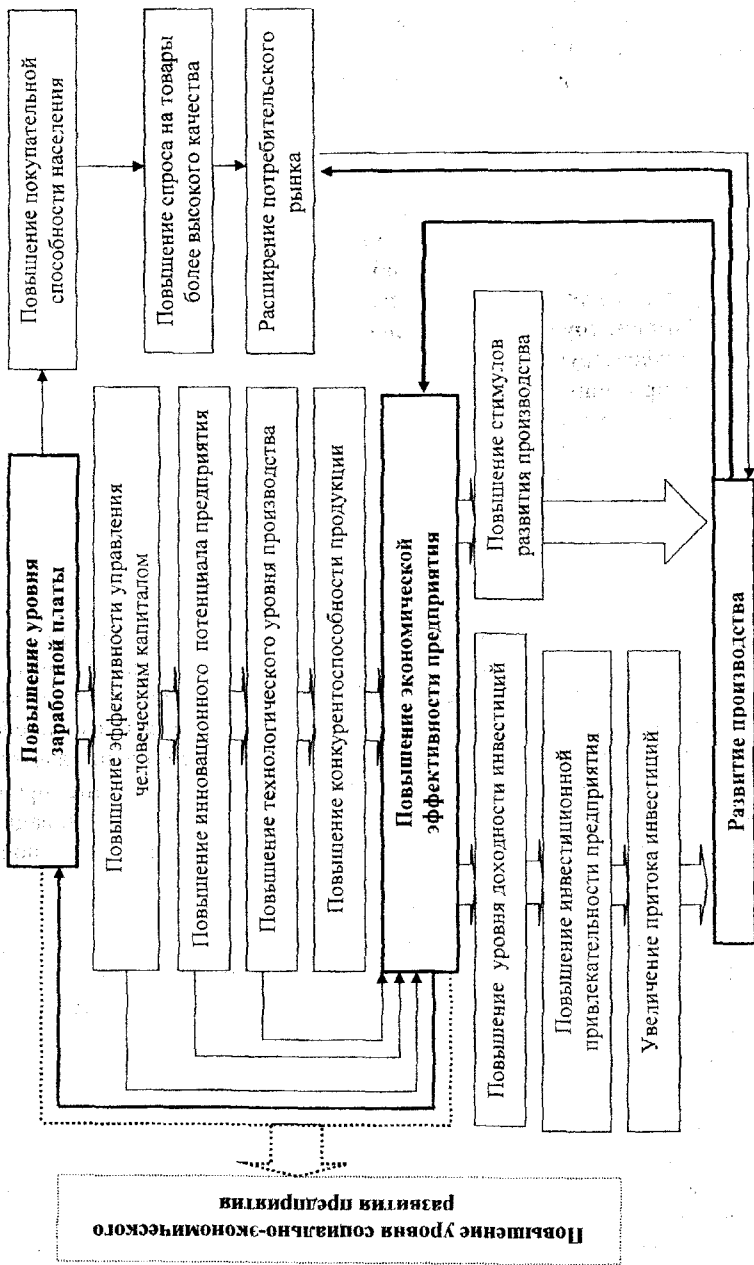 Повышение уровня социально-экономического
развития предприятия
Повышение уровня
заработной платы
Повышение покупательной
способности населения
Повышение эффективности управления
человеческим капиталом
Повышение спроса на товары
более высокого качества
Повышение инновационного потенциала предприятия
Повышение технологического уровня производства
Расширение потребительского
рынка
Повышение конкурентоспособности продукции
Повышение экономической
эффективности предприятия
Повышение уровня доходности инвестиций
Повышение стимулов
развития производства
Повышение инвестиционной
привлекательности предприятия
Увеличение притока инвестиций
Развитие производства